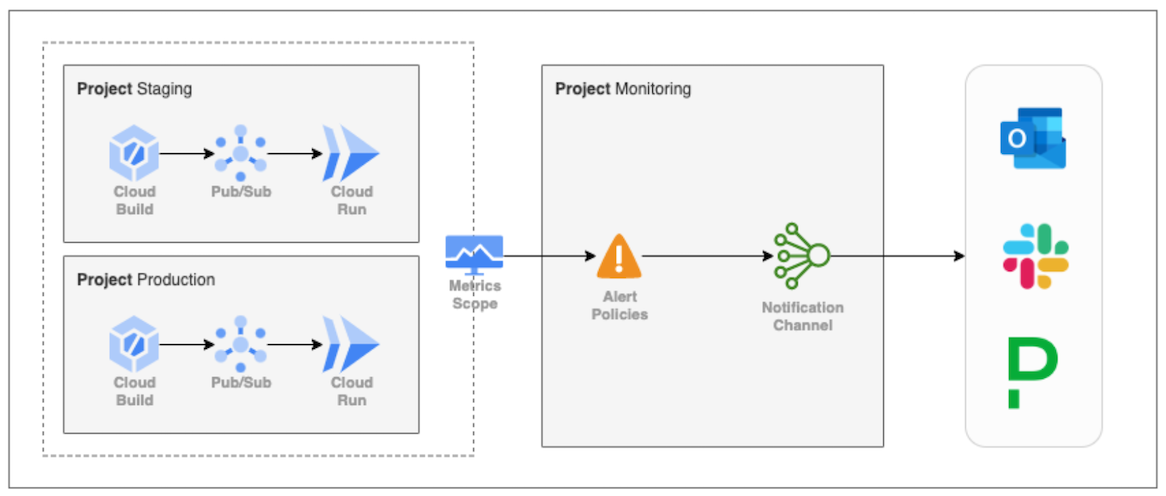 Project Staging
Cloud
Build
Pub/Sub
Cloud
Run
Project Production
Cloud
Build
Pub/Sub
Cloud
Run
Metrics
Scope
Project Monitoring
Alert
Policies
Notification
Channel
O
P